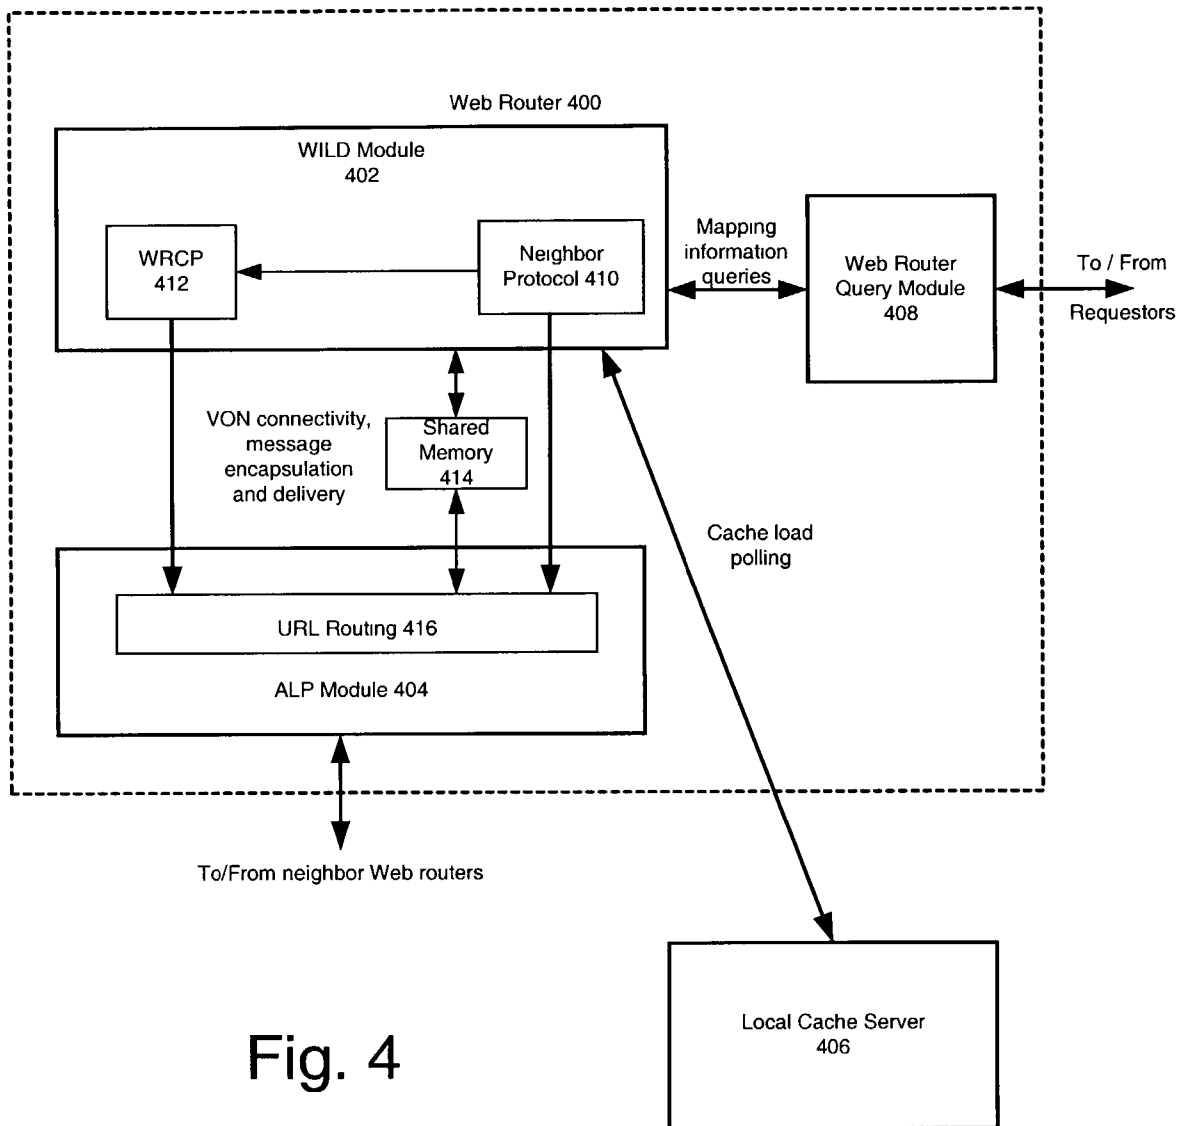 Web Router 400
WILD Module
402
WRCP
412
Neighbor
Protocol 410
Mapping
information
queries
Web Router
Query Module
408
To / From
Requestors
VON connectivity,
message
encapsulation
and delivery
Shared
Memory
414
Cache load
polling
URL Routing 416
ALP Module 404
To/From neighbor Web routers
Local Cache Server
406
Fig. 4